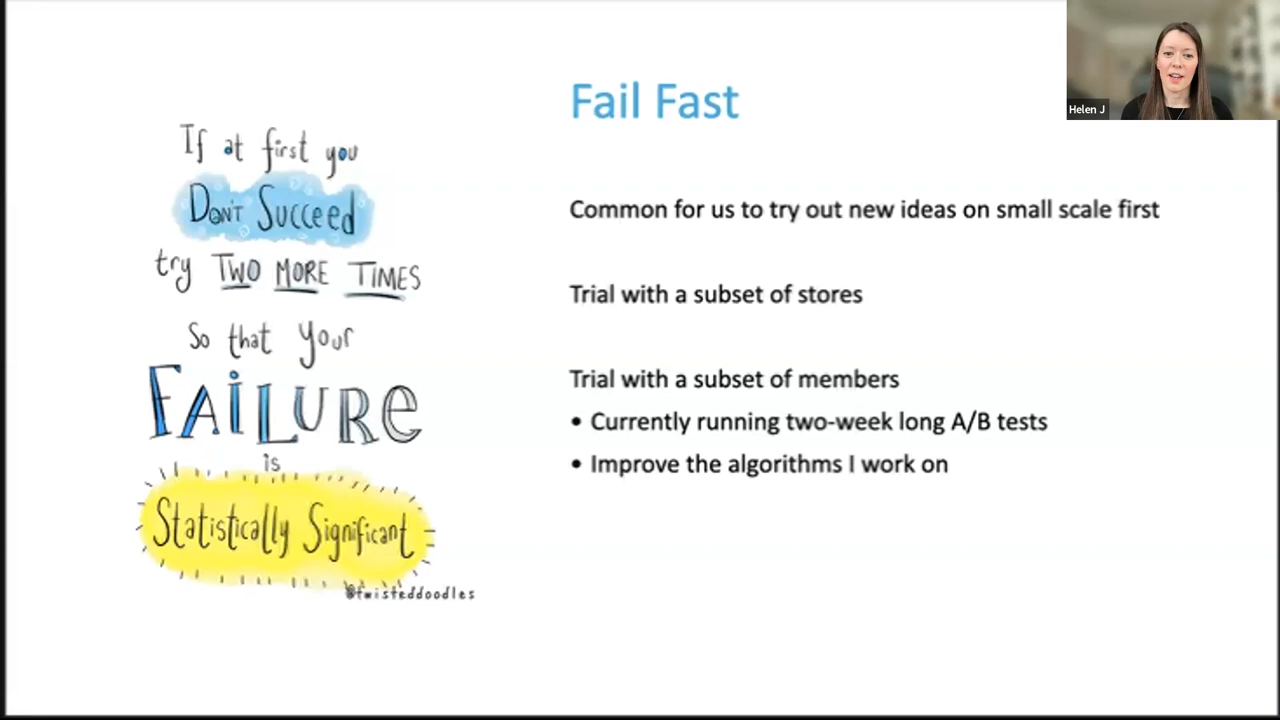 If at first you
DON'T SUCCEED
try TWO MORE TIMES
So that your
FAILURE
is
Statistically Significant
@twisteddoodles
Fail Fast
Common for us to try out new ideas on small scale first
Trial with a subset of stores
Trial with a subset of members
• Currently running two-week long A/B tests
• Improve the algorithms I work on
Helen J